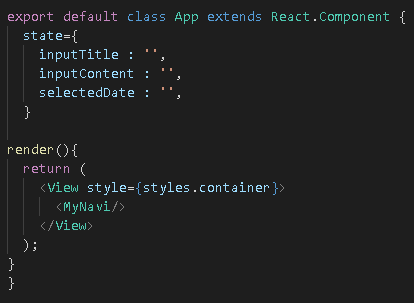 export default class App extends React.Component {
  state={
    inputTitle : '',
    inputContent : '',
    selectedDate : '',
  }

render(){
  return (
    <View style={styles.container}>
      <MyNavi/>
    </View>
  );
}
}